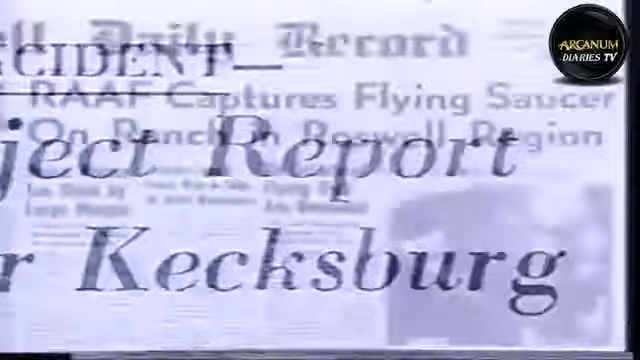 ll Daily Record
CIDENT—
RAAF Captures Flying Saucer
On Ranch in Roswell Region
ject Report
r Kecksburg
ARCANUM
DIARIES TV